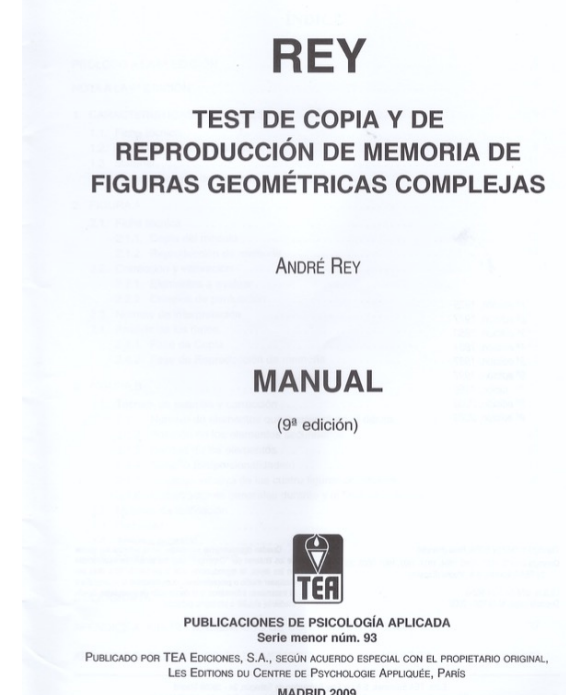 REY
TEST DE COPIA Y DE
REPRODUCCIÓN DE MEMORIA DE
FIGURAS GEOMÉTRICAS COMPLEJAS
ANDRÉ REY
MANUAL
(9ª edición)
TEA
PUBLICACIONES DE PSICOLOGÍA APLICADA
Serie menor núm. 93
PUBLICADO POR TEA EDICIONES, S.A., SEGÚN ACUERDO ESPECIAL CON EL PROPIETARIO ORIGINAL,
LES EDITIONS DU CENTRE DE PSYCHOLOGIE APPLIQUÉE, PARÍS
MADRID 2009